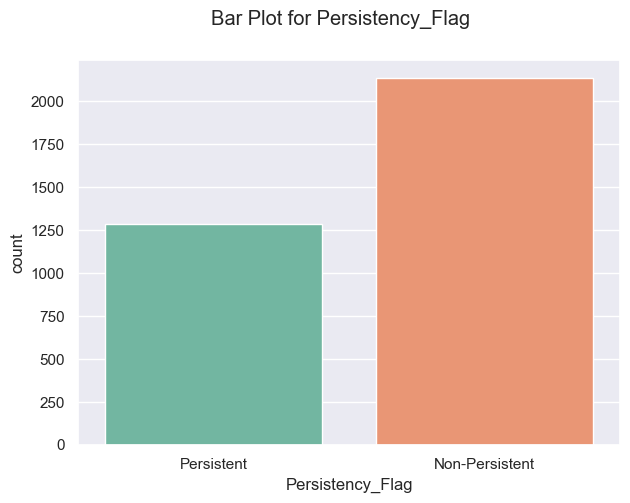 Bar Plot for Persistency_Flag
2000
1750
1500
1250
1000
750
500
250
0
count
Persistent
Non-Persistent
Persistency_Flag